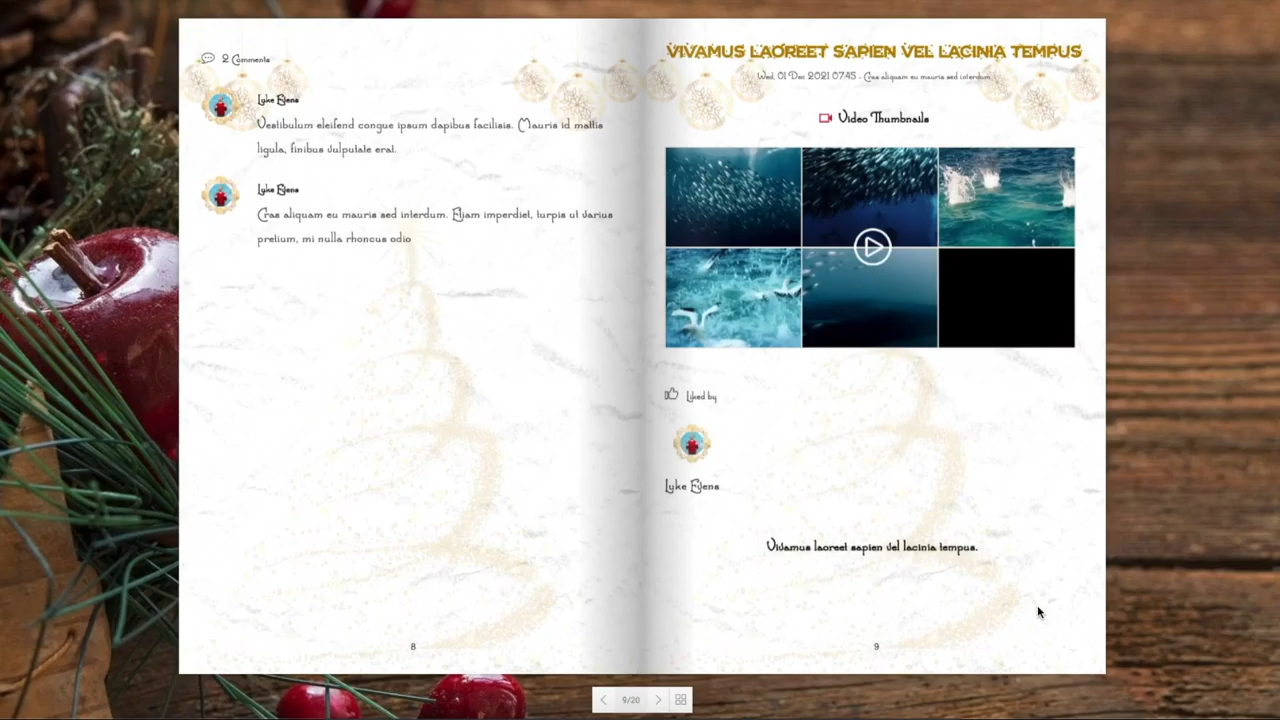 2 Comments
Luke Evens
Vestibulum eleifend congue ipsum dapibus facilisis. Mauris id mattis
ligula, finibus vulputate erat.
Luke Evens
Cras aliquam eu mauris sed interdum. Etiam imperdiet, turpis ut varius
pretium, mi nulla rhoncus odio
8
VIVAMUS LAOREET SAPIEN VEL LACINIA TEMPUS
Wed, 01 Dec 2021 07:45 - Cras aliquam eu mauris sed interdum
Video Thumbnails
Liked by
Luke Evens
Vivamus laoreet sapien vel lacinia tempus.
9
9/20